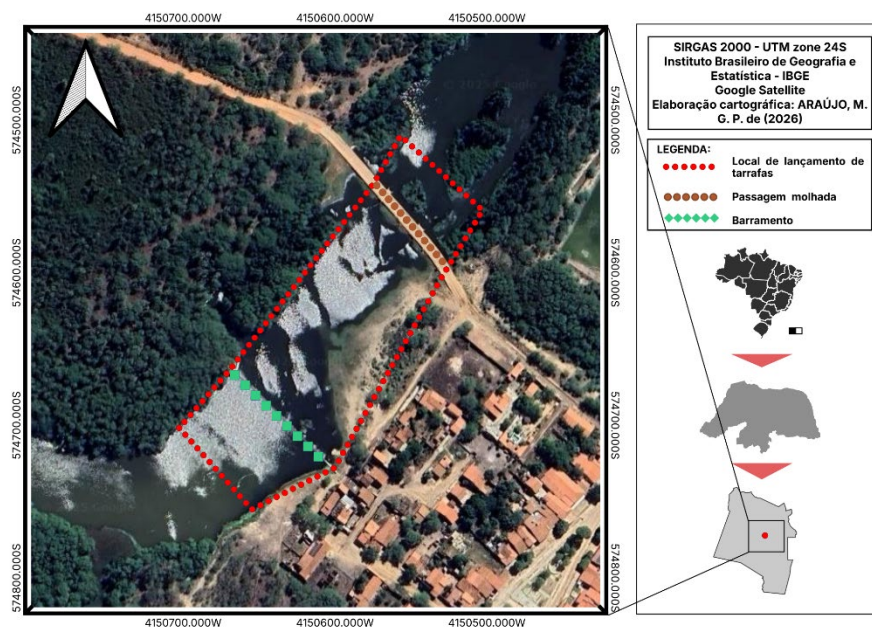 4150700.000W 4150600.000W 4150500.000W
574500.000S
574600.000S
574700.000S
574800.000S
574500.000S
574600.000S
574700.000S
574800.000S
4150700.000W 4150600.000W 4150500.000W
SIRGAS 2000 - UTM zone 24S
Instituto Brasileiro de Geografia e
Estatística - IBGE
Google Satellite
Elaboração cartográfica: ARAÚJO, M.
G. P. de (2026)
LEGENDA:
Local de lançamento de
tarrafas
Passagem molhada
Barramento